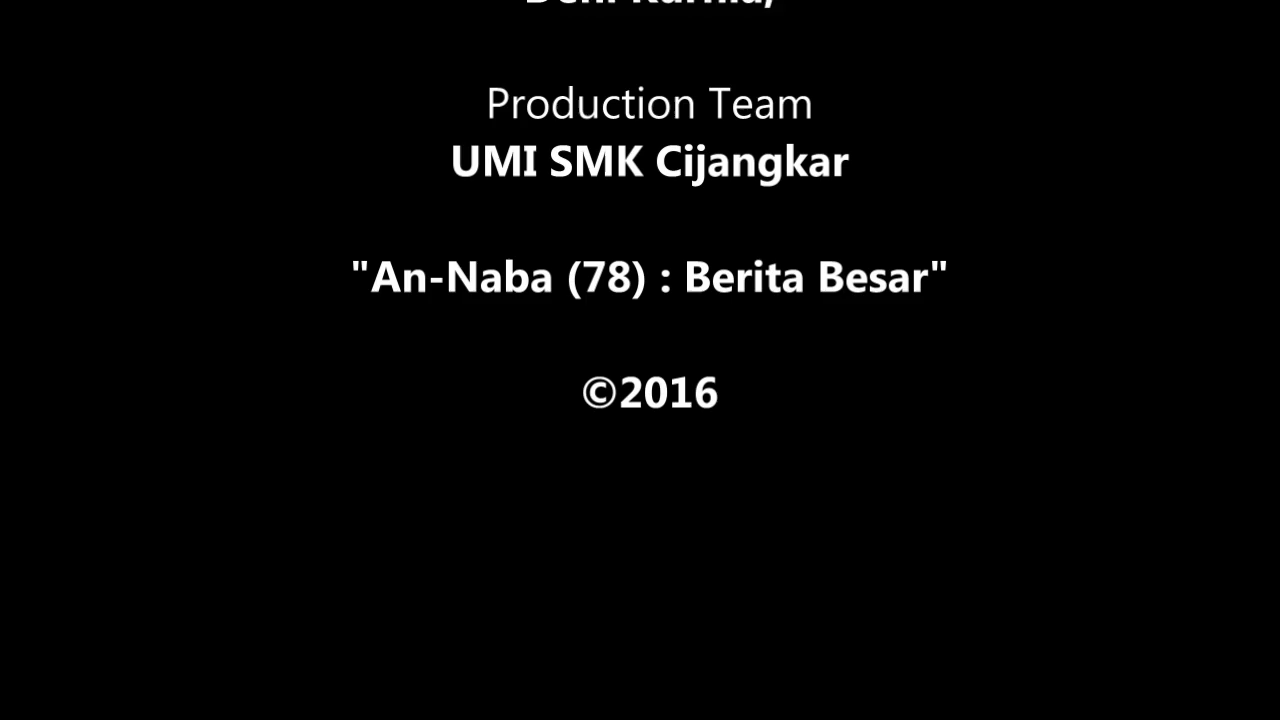 Production Team
UMI SMK Cijangkar
"An-Naba (78) : Berita Besar"
©2016